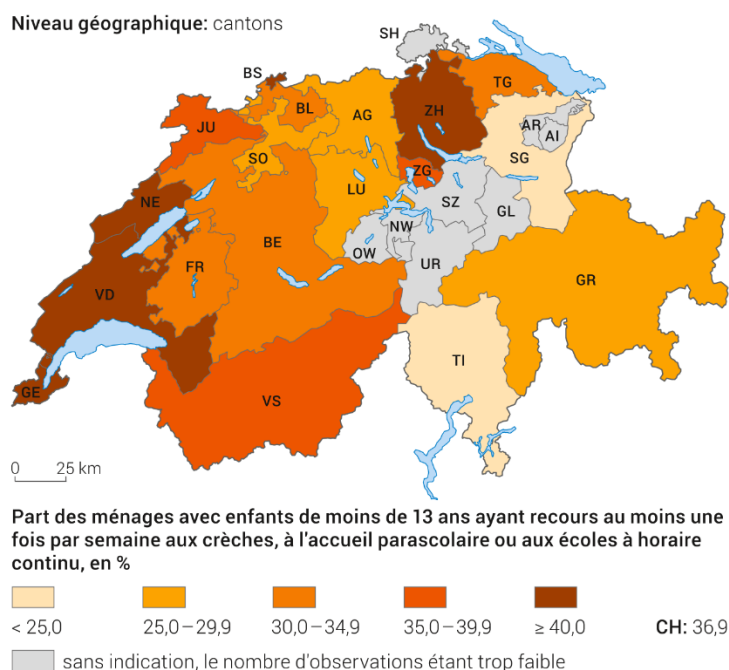 Niveau géographique: cantons
SH
BS
BL
AG
ZH
TG
JU
AR
AI
SO
SG
ZG
LU
NE
SZ
GL
NW
BE
OW
FR
UR
GR
VD
TI
GE
VS
0 25 km
Part des ménages avec enfants de moins de 13 ans ayant recours au moins une
fois par semaine aux crèches, à l'accueil parascolaire ou aux écoles à horaire
continu, en %
< 25,0 25,0–29,9 30,0–34,9 35,0–39,9 ≥ 40,0 CH: 36,9
sans indication, le nombre d'observations étant trop faible